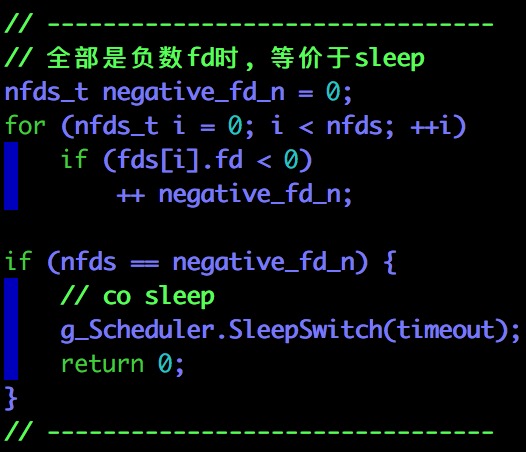 // --------------------------------
// 全部是负数fd时, 等价于sleep
nfds_t negative_fd_n = 0;
for (nfds_t i = 0; i < nfds; ++i)
    if (fds[i].fd < 0)
        ++ negative_fd_n;

if (nfds == negative_fd_n) {
    // co sleep
    g_Scheduler.SleepSwitch(timeout);
    return 0;
}
// --------------------------------